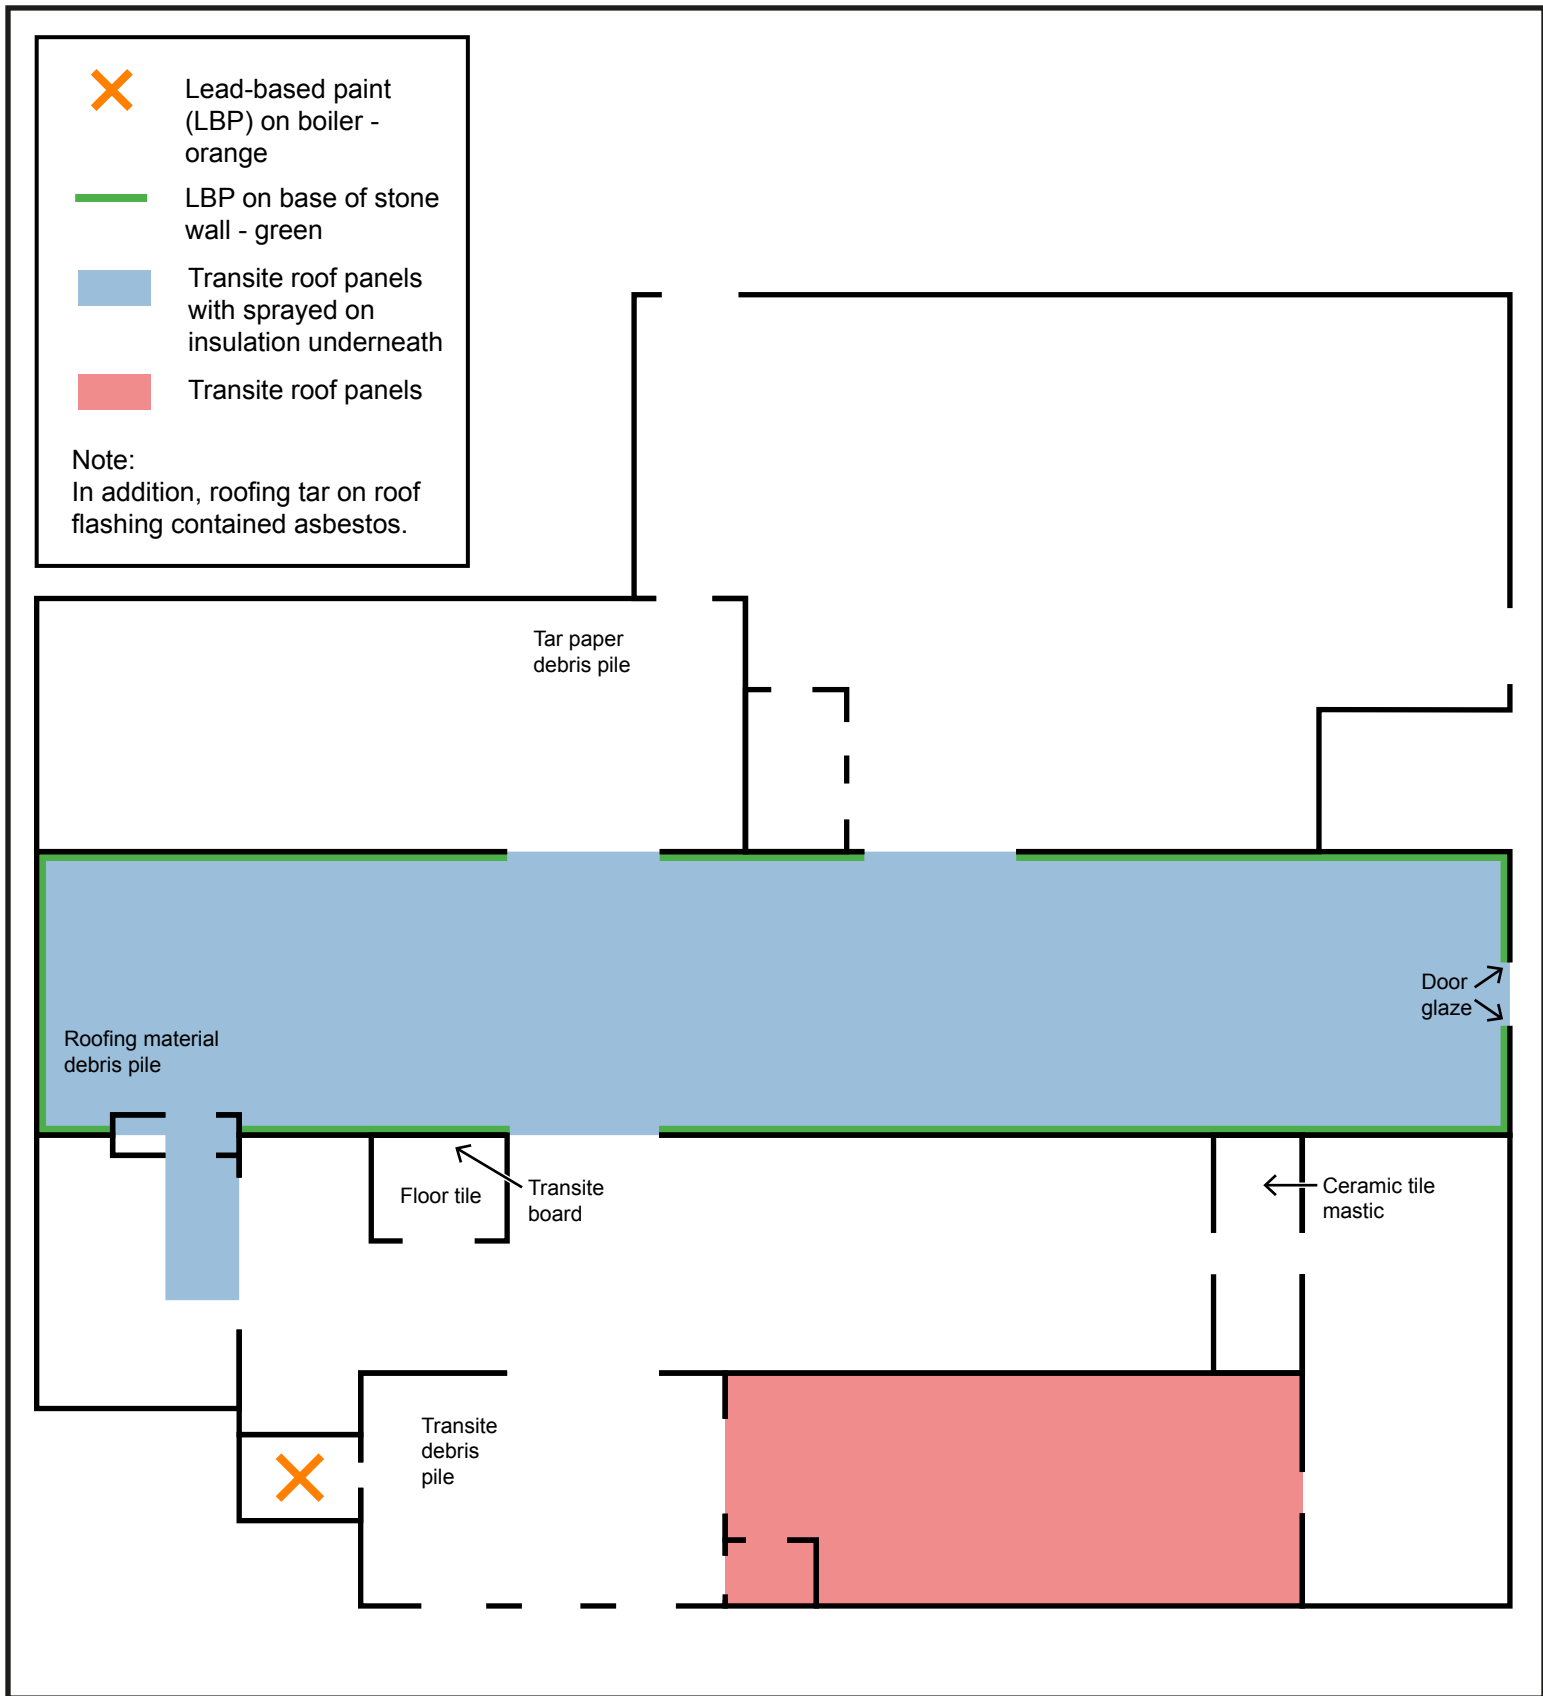 Lead-based paint
(LBP) on boiler -
orange
LBP on base of stone
wall - green
Transite roof panels
with sprayed on
insulation underneath
Transite roof panels
Note:
In addition, roofing tar on roof
flashing contained asbestos.
Tar paper
debris pile
Door
glaze
Roofing material
debris pile
Floor tile
Transite
board
Ceramic tile
mastic
Transite
debris
pile